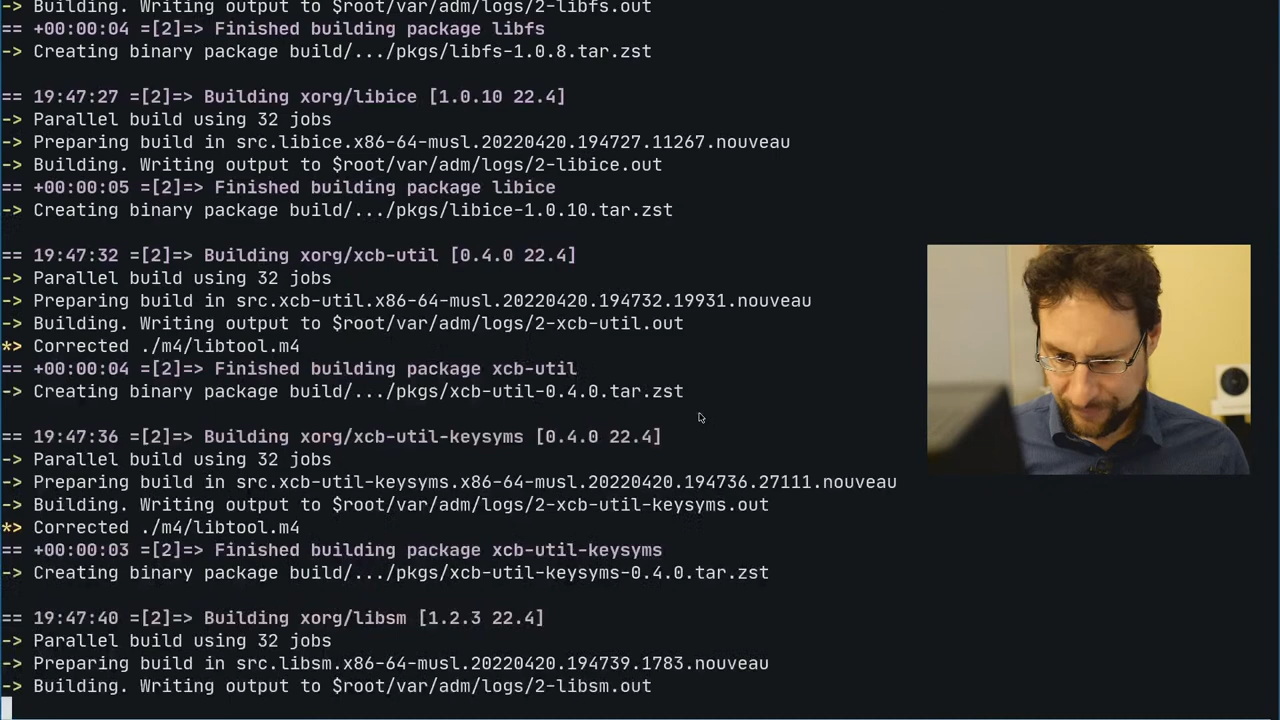 -> Building. Writing output to $root/var/adm/logs/2-libfs.out
== +00:00:04 =[2]=> Finished building package libfs
-> Creating binary package build/.../pkgs/libfs-1.0.8.tar.zst
== 19:47:27 =[2]=> Building xorg/libice [1.0.10 22.4]
-> Parallel build using 32 jobs
-> Preparing build in src.libice.x86-64-musl.20220420.194727.11267.nouveau
-> Building. Writing output to $root/var/adm/logs/2-libice.out
== +00:00:05 =[2]=> Finished building package libice
-> Creating binary package build/.../pkgs/libice-1.0.10.tar.zst
== 19:47:32 =[2]=> Building xorg/xcb-util [0.4.0 22.4]
-> Parallel build using 32 jobs
-> Preparing build in src.xcb-util.x86-64-musl.20220420.194732.19931.nouveau
-> Building. Writing output to $root/var/adm/logs/2-xcb-util.out
*> Corrected ./m4/libtool.m4
== +00:00:04 =[2]=> Finished building package xcb-util
-> Creating binary package build/.../pkgs/xcb-util-0.4.0.tar.zst
== 19:47:36 =[2]=> Building xorg/xcb-util-keysyms [0.4.0 22.4]
-> Parallel build using 32 jobs
-> Preparing build in src.xcb-util-keysyms.x86-64-musl.20220420.194736.27111.nouveau
-> Building. Writing output to $root/var/adm/logs/2-xcb-util-keysyms.out
*> Corrected ./m4/libtool.m4
== +00:00:03 =[2]=> Finished building package xcb-util-keysyms
-> Creating binary package build/.../pkgs/xcb-util-keysyms-0.4.0.tar.zst
== 19:47:40 =[2]=> Building xorg/libsm [1.2.3 22.4]
-> Parallel build using 32 jobs
-> Preparing build in src.libsm.x86-64-musl.20220420.194739.1783.nouveau
-> Building. Writing output to $root/var/adm/logs/2-libsm.out